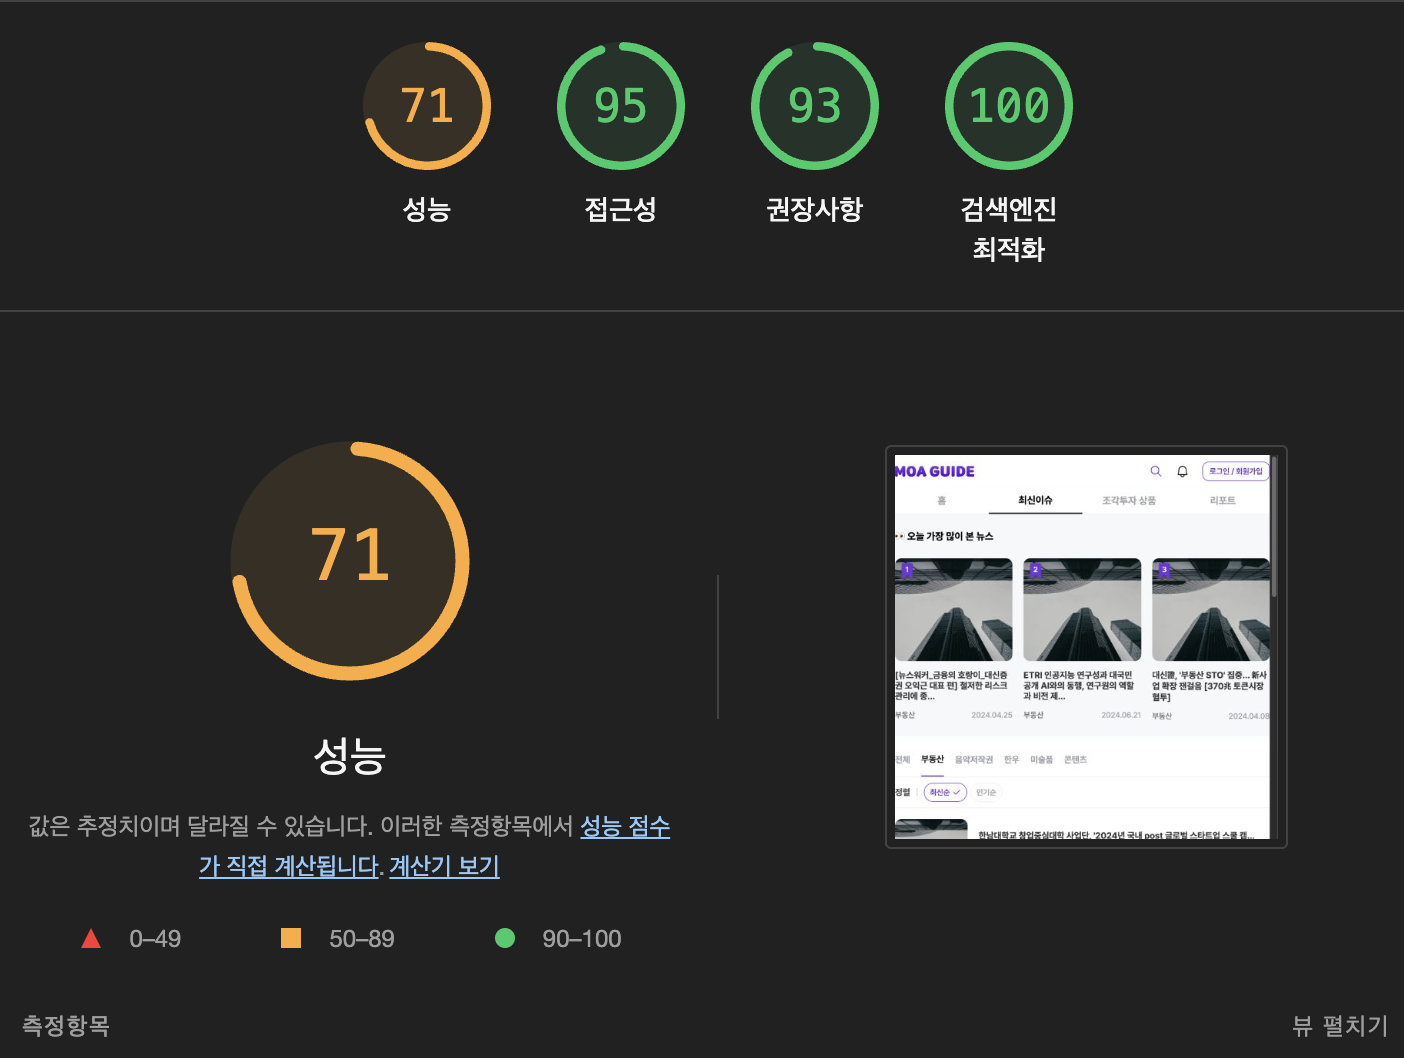 71
95
93
100
성능
접근성
권장사항
검색엔진
최적화
71
성능
값은 추정치이며 달라질 수 있습니다. 이러한 측정항목에서 성능 점수
가 직접 계산됩니다. 계산기 보기
0–49
50–89
90–100
MOA GUIDE
로그인 / 회원가입
홈
최신이슈
조각투자 상품
리포트
오늘 가장 많이 본 뉴스
1
2
3
[뉴스워커_금융의 호랑이_대신증
권 오익근 대표 편] 철저한 리스크
관리에 중...
부동산 2024.04.25
ETRI 인공지능 연구성과 대국민
공개 AI와의 동행, 연구원의 역할
과 비전 제...
부동산 2024.06.21
대신證, '부동산 STO' 집중... 新사
업 확장 잰걸음 [370兆 토큰시장
혈투]
부동산 2024.04.08
전체 부동산 음악저작권 한우 미술품 콘텐츠
정렬 최신순 인기순
한남대학교 창업중심대학 사업단, '2024년 국내 post 글로벌 스타트업 스쿨 캠...
측정항목
뷰 펼치기